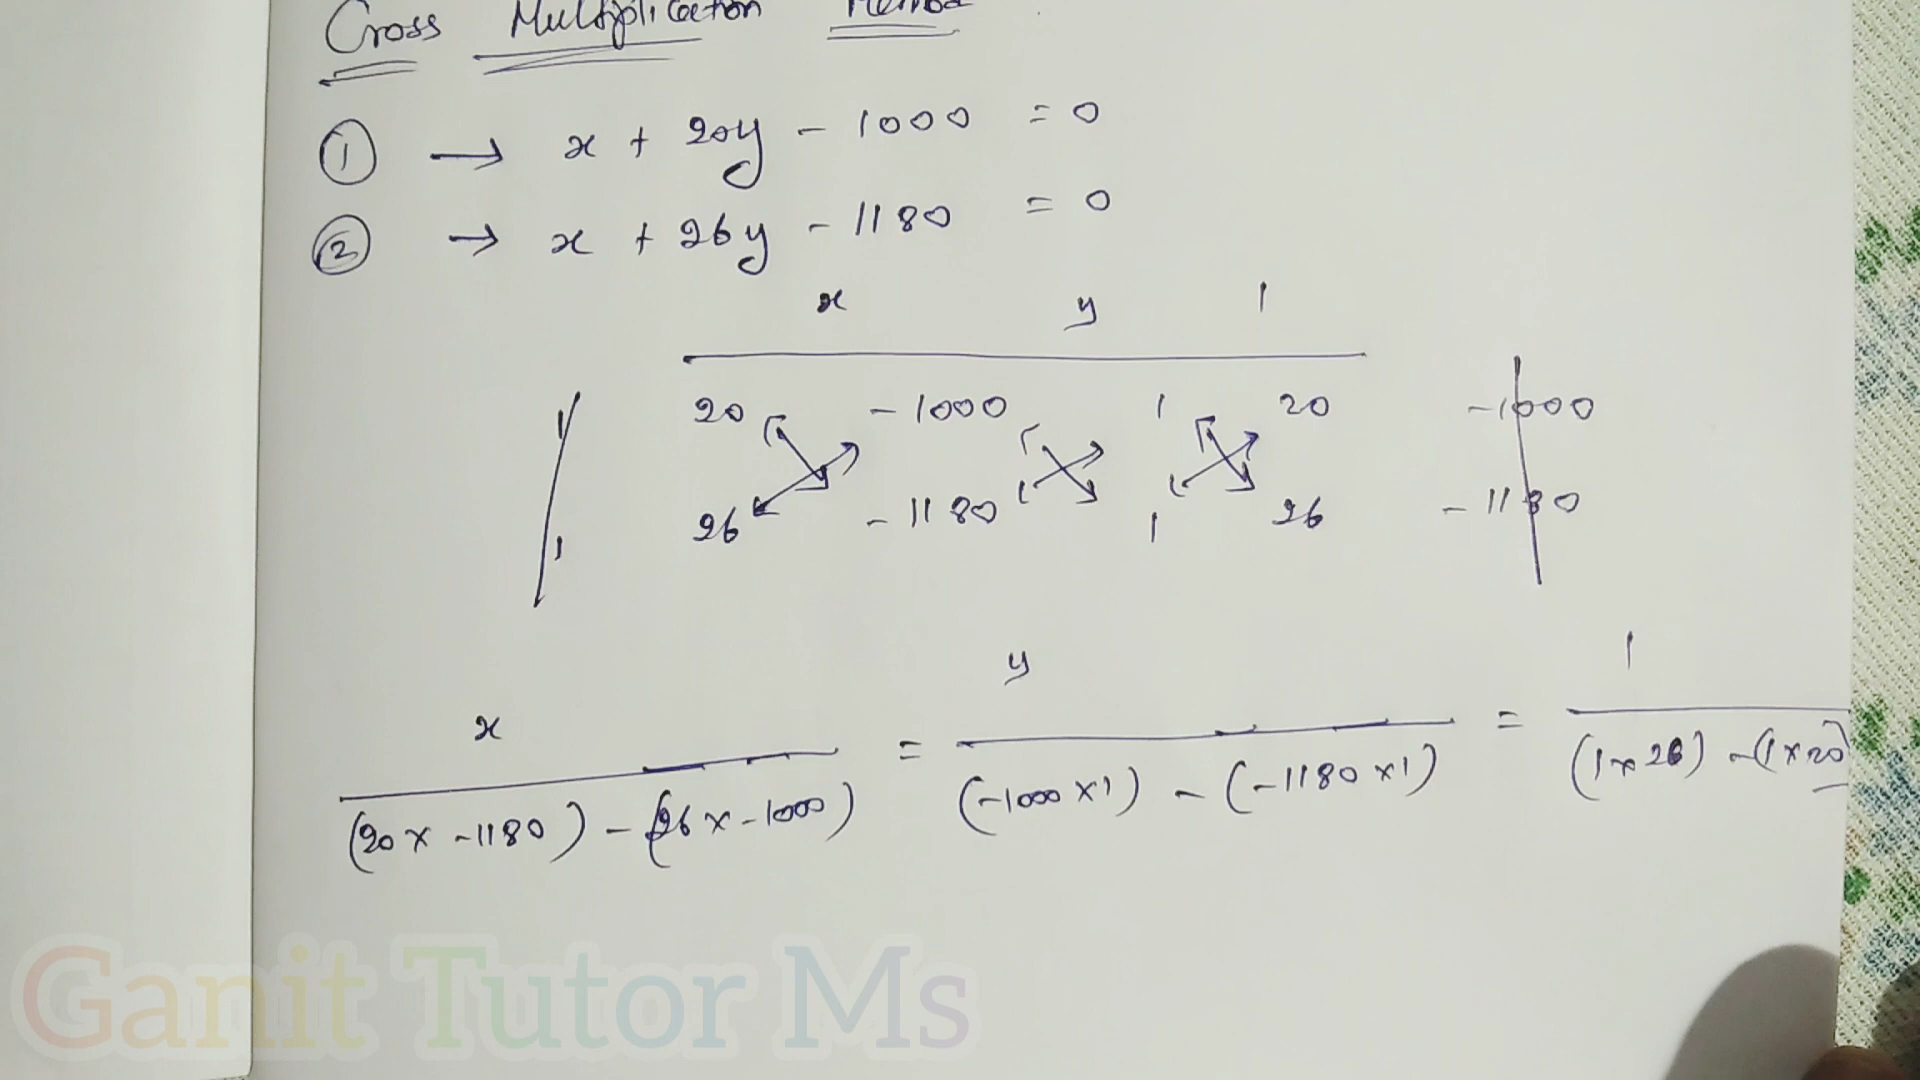 Cross Multiplication Method
① → x + 20y - 1000 = 0
② → x + 26y - 1180 = 0
x y 1
1 20 -1000 1 20 -1000
1 26 -1180 1 26 -1180
x = y = 1
(20 x -1180) - (26 x -1000) (-1000 x 1) - (-1180 x 1) (1 x 26) - (1 x 20)
Ganit Tutor Ms